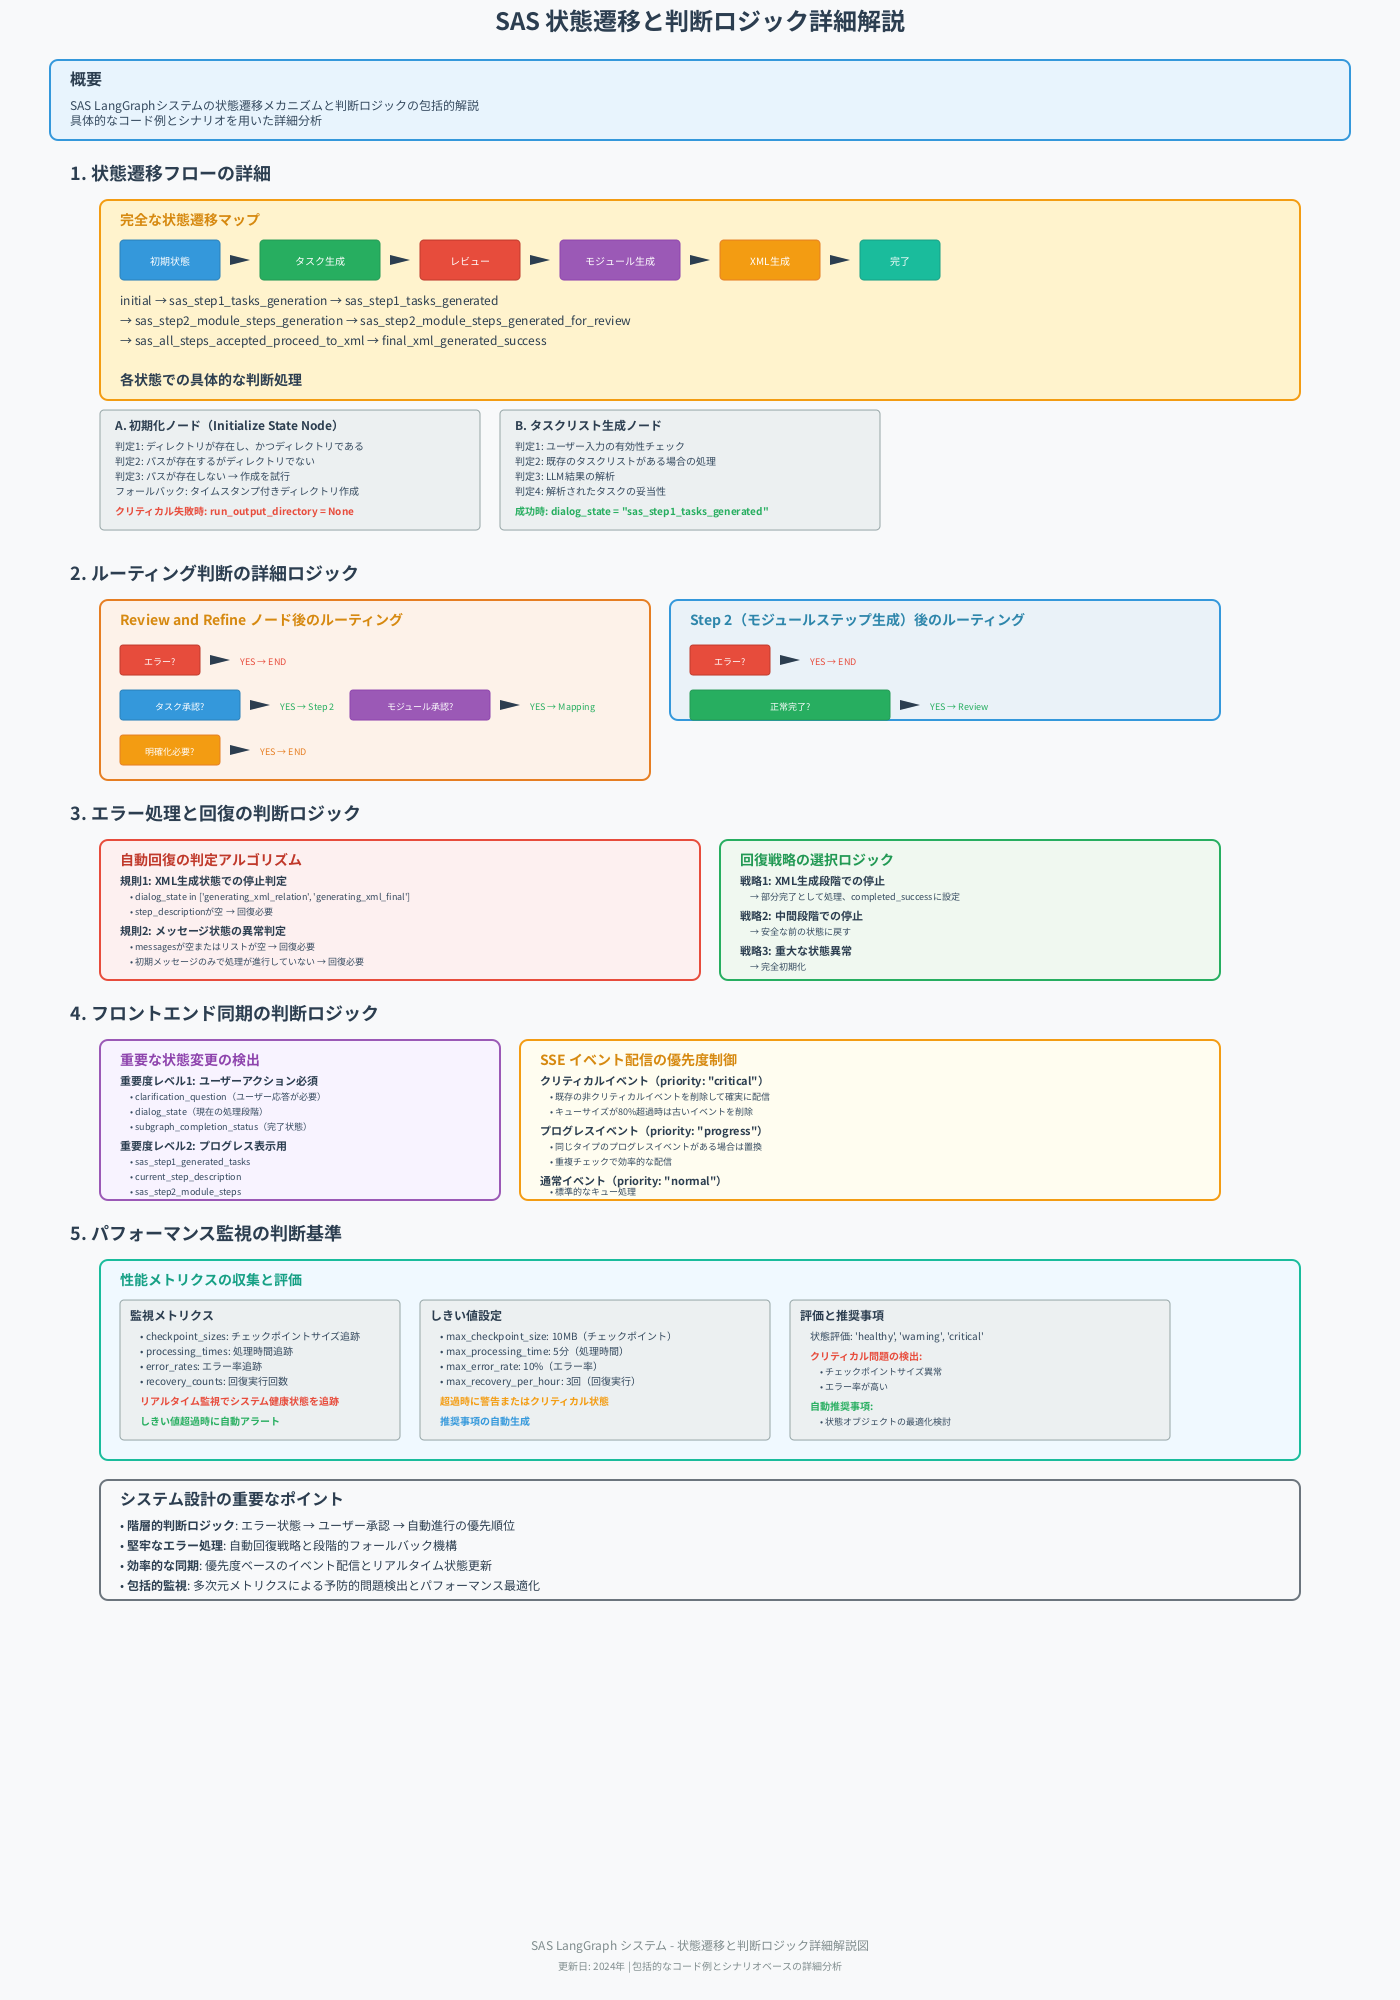 SAS 状態遷移と判断ロジック詳細解説
概要
SAS LangGraphシステムの状態遷移メカニズムと判断ロジックの包括的解説
具体的なコード例とシナリオを用いた詳細分析
1. 状態遷移フローの詳細
完全な状態遷移マップ
初期状態
タスク生成
レビュー
モジュール生成
XML生成
完了
initial → sas_step1_tasks_generation → sas_step1_tasks_generated
→ sas_step2_module_steps_generation → sas_step2_module_steps_generated_for_review
→ sas_all_steps_accepted_proceed_to_xml → final_xml_generated_success
各状態での具体的な判断処理
A. 初期化ノード（Initialize State Node）
判定1: ディレクトリが存在し、かつディレクトリである
判定2: パスが存在するがディレクトリでない
判定3: パスが存在しない → 作成を試行
フォールバック: タイムスタンプ付きディレクトリ作成
クリティカル失敗時: run_output_directory = None
B. タスクリスト生成ノード
判定1: ユーザー入力の有効性チェック
判定2: 既存のタスクリストがある場合の処理
判定3: LLM結果の解析
判定4: 解析されたタスクの妥当性
成功時: dialog_state = "sas_step1_tasks_generated"
2. ルーティング判断の詳細ロジック
Review and Refine ノード後のルーティング
エラー?
YES → END
タスク承認?
YES → Step 2
モジュール承認?
YES → Mapping
明確化必要?
YES → END
Step 2（モジュールステップ生成）後のルーティング
エラー?
YES → END
正常完了?
YES → Review
3. エラー処理と回復の判断ロジック
自動回復の判定アルゴリズム
規則1: XML生成状態での停止判定
• dialog_state in ['generating_xml_relation', 'generating_xml_final']
• step_descriptionが空 → 回復必要
規則2: メッセージ状態の異常判定
• messagesが空またはリストが空 → 回復必要
• 初期メッセージのみで処理が進行していない → 回復必要
回復戦略の選択ロジック
戦略1: XML生成段階での停止
→ 部分完了として処理、completed_successに設定
戦略2: 中間段階での停止
→ 安全な前の状態に戻す
戦略3: 重大な状態異常
→ 完全初期化
4. フロントエンド同期の判断ロジック
重要な状態変更の検出
重要度レベル1: ユーザーアクション必須
• clarification_question（ユーザー応答が必要）
• dialog_state（現在の処理段階）
• subgraph_completion_status（完了状態）
重要度レベル2: プログレス表示用
• sas_step1_generated_tasks
• current_step_description
• sas_step2_module_steps
SSE イベント配信の優先度制御
クリティカルイベント（priority: "critical"）
• 既存の非クリティカルイベントを削除して確実に配信
• キューサイズが80%超過時は古いイベントを削除
プログレスイベント（priority: "progress"）
• 同じタイプのプログレスイベントがある場合は置換
• 重複チェックで効率的な配信
通常イベント（priority: "normal"）
• 標準的なキュー処理
5. パフォーマンス監視の判断基準
性能メトリクスの収集と評価
監視メトリクス
• checkpoint_sizes: チェックポイントサイズ追跡
• processing_times: 処理時間追跡
• error_rates: エラー率追跡
• recovery_counts: 回復実行回数
リアルタイム監視でシステム健康状態を追跡
しきい値超過時に自動アラート
しきい値設定
• max_checkpoint_size: 10MB（チェックポイント）
• max_processing_time: 5分（処理時間）
• max_error_rate: 10%（エラー率）
• max_recovery_per_hour: 3回（回復実行）
超過時に警告またはクリティカル状態
推奨事項の自動生成
評価と推奨事項
状態評価: 'healthy', 'warning', 'critical'
クリティカル問題の検出:
• チェックポイントサイズ異常
• エラー率が高い
自動推奨事項:
• 状態オブジェクトの最適化検討
システム設計の重要なポイント
• 階層的判断ロジック: エラー状態 → ユーザー承認 → 自動進行の優先順位
• 堅牢なエラー処理: 自動回復戦略と段階的フォールバック機構
• 効率的な同期: 優先度ベースのイベント配信とリアルタイム状態更新
• 包括的監視: 多次元メトリクスによる予防的問題検出とパフォーマンス最適化
SAS LangGraph システム - 状態遷移と判断ロジック詳細解説図
更新日: 2024年 | 包括的なコード例とシナリオベースの詳細分析